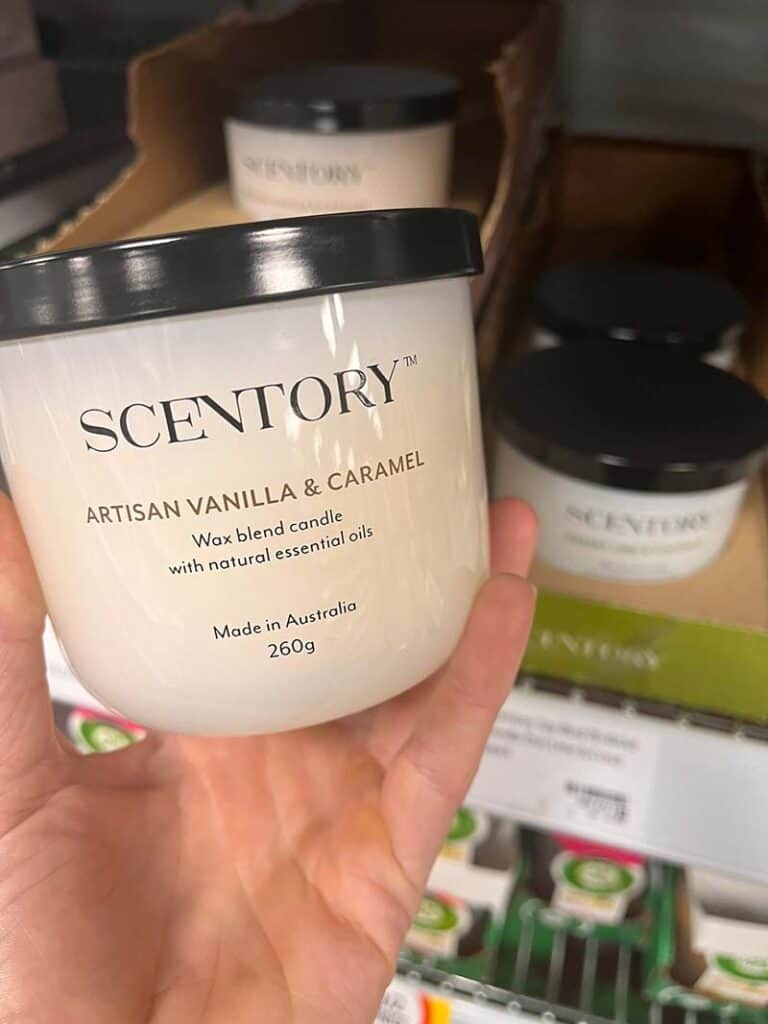 SCENTORY
SCENTORY™
ARTISAN VANILLA & CARAMEL
Wax blend candle
with natural essential oils
Made in Australia
260g
SCENTORY
SCENTORY